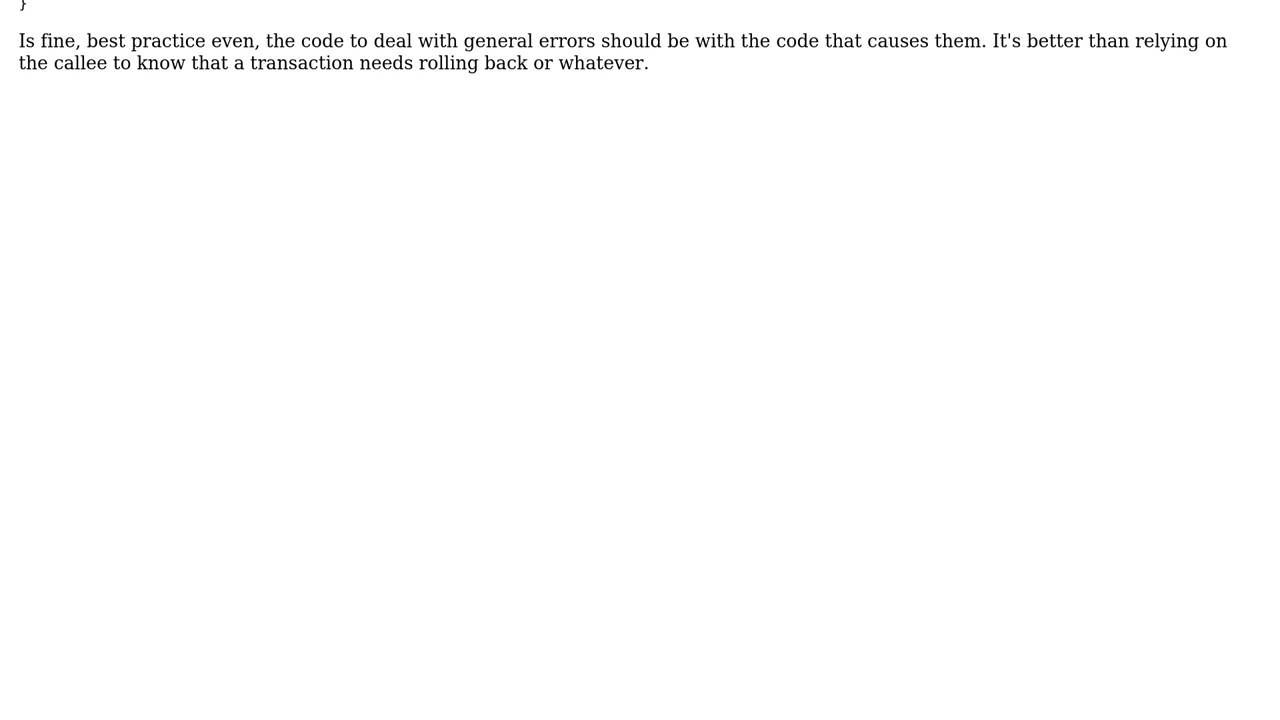 }
Is fine, best practice even, the code to deal with general errors should be with the code that causes them. It's better than relying on
the callee to know that a transaction needs rolling back or whatever.